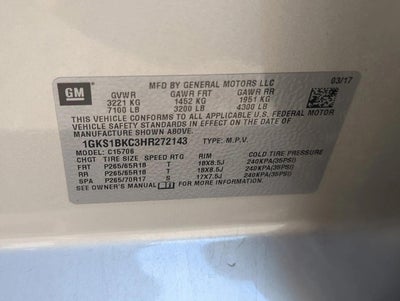 GM
MFD BY GENERAL MOTORS LLC
03/17
GVWR GAWR FRT GAWR RR
3221 KG 1452 KG 1951 KG
7100 LB 3200 LB 4300 LB
THIS VEHICLE CONFORMS TO ALL APPLICABLE U.S. FEDERAL MOTOR
VEHICLE SAFETY STANDARDS IN EFFECT ON THE DATE OF
MANUFACTURE SHOWN ABOVE.
1GKS1BKC3HR272143 TYPE: M.P.V.
MODEL: C15706
CHGT TIRE SIZE SPEED RTG RIM COLD TIRE PRESSURE
FRT P265/65R18 T 18X8.5J 240KPA(35PSI)
RR P265/65R18 T 18X8.5J 240KPA(35PSI)
SPA P265/70R17 S 17X7.5J 240KPA(35PSI)
SEE OWNER'S MANUAL